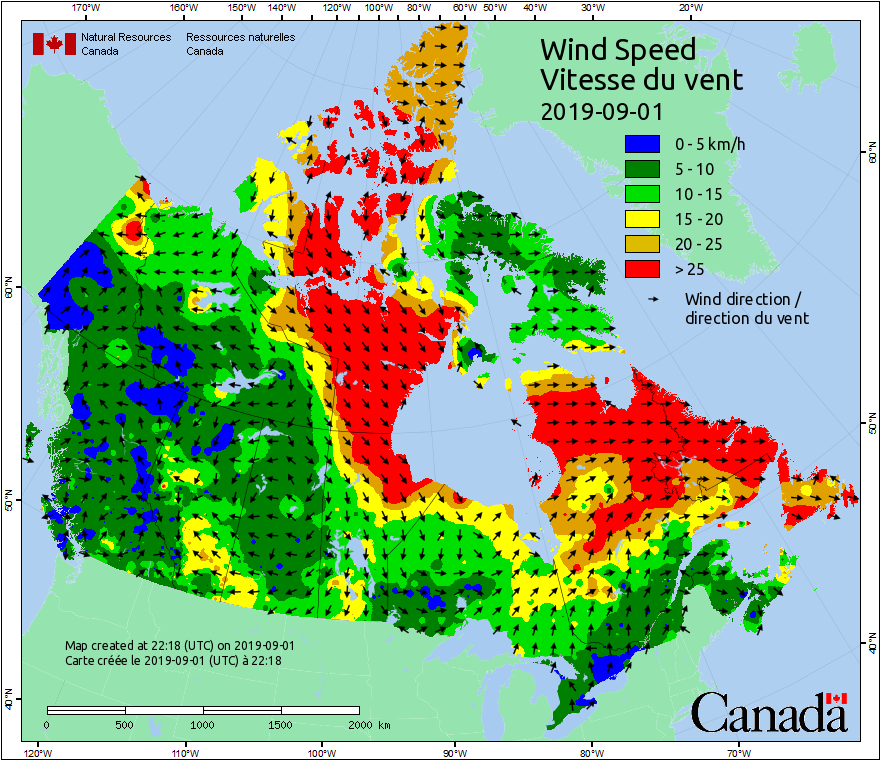 170°W 160°W 150°W 140°W 130°W 120°W 110°W 100°W 90°W 80°W 70°W 60°W 50°W 40°W 30°W 20°W
Natural Resources Ressources naturelles
Canada Canada
Wind Speed
Vitesse du vent
2019-09-01
0 - 5 km/h
5 - 10
10 - 15
15 - 20
20 - 25
> 25
Wind direction /
direction du vent
60°N
60°N
50°N
50°N
40°N
40°N
Map created at 22:18 (UTC) on 2019-09-01
Carte créée le 2019-09-01 (UTC) à 22:18
0 500 1000 1500 2000 km
Canada
120°W 110°W 100°W 90°W 80°W 70°W